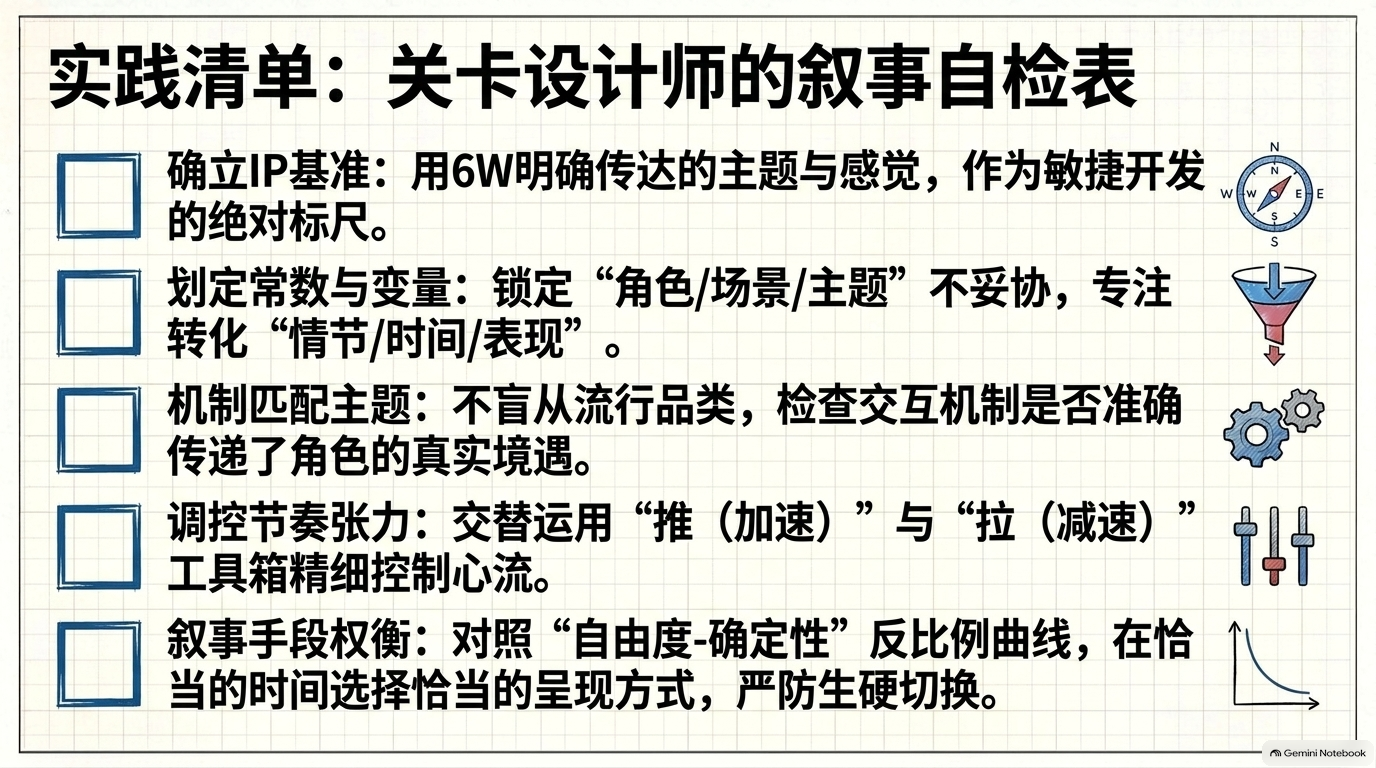 实践清单：关卡设计师的叙事自检表
确立IP基准：用6W明确传达的主题与感觉，作为敏捷开发
的绝对标尺。
N
N
W W E E
S
S
划定常数与变量：锁定“角色/场景/主题”不妥协，专注
转化“情节/时间/表现”。
机制匹配主题：不盲从流行品类，检查交互机制是否准确
传递了角色的真实境遇。
调控节奏张力：交替运用“推（加速）”与“拉（减速）”
工具箱精细控制心流。
叙事手段权衡：对照“自由度-确定性”反比例曲线，在恰
当的时间选择恰当的呈现方式，严防生硬切换。
Gemini Notebook